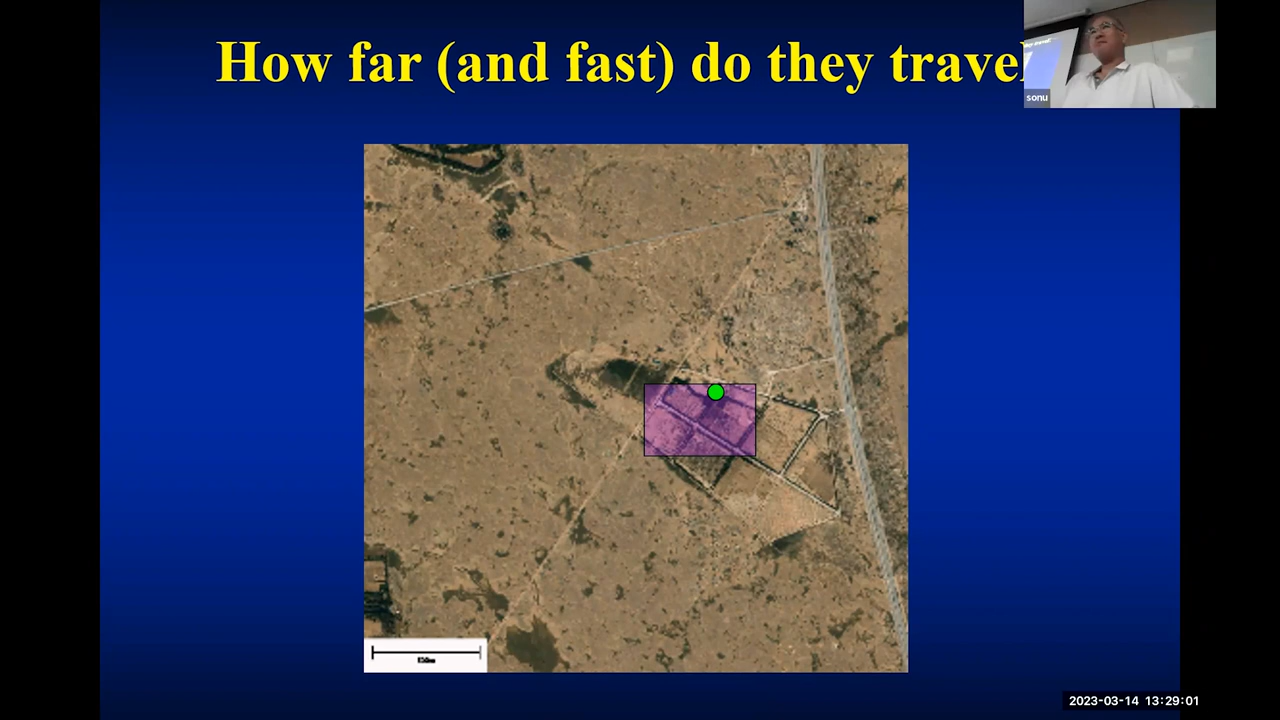 How far (and fast) do they travel
sonu
2023-03-14 13:29:01